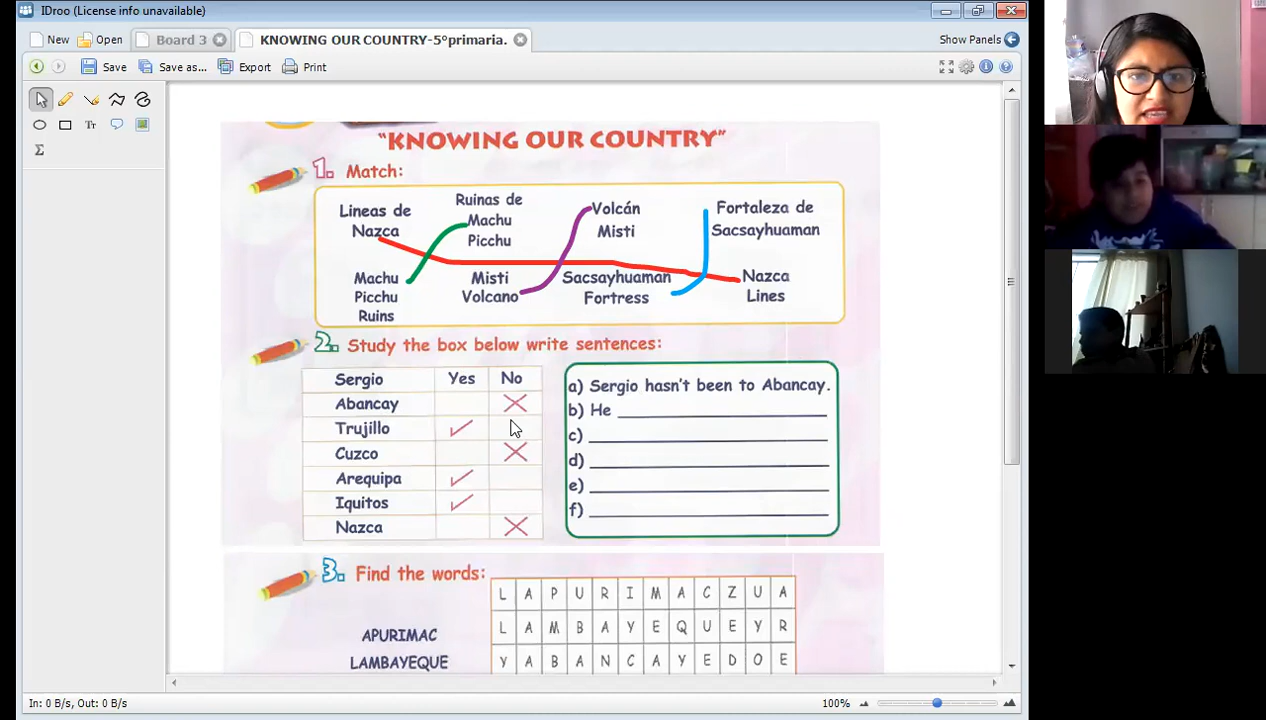 IDroo (License info unavailable)
New Open Board 3 KNOWING OUR COUNTRY-5°primaria. Show Panels
Save Save as... Export Print
"KNOWING OUR COUNTRY"
1. Match:
Lineas de Nazca
Ruinas de Machu Picchu
Volcán Misti
Fortaleza de Sacsayhuaman
Machu Picchu Ruins
Misti Volcano
Sacsayhuaman Fortress
Nazca Lines
2. Study the box below write sentences:
Sergio Yes No
Abancay
Trujillo
Cuzco
Arequipa
Iquitos
Nazca
a) Sergio hasn't been to Abancay.
b) He
c)
d)
e)
f)
3. Find the words:
APURIMAC
LAMBAYEQUE
L A P U R I M A C Z U A
L A M B A Y E Q U E Y R
Y A B A N C A Y E D O E
Tr
Σ
In: 0 B/s, Out: 0 B/s
100%